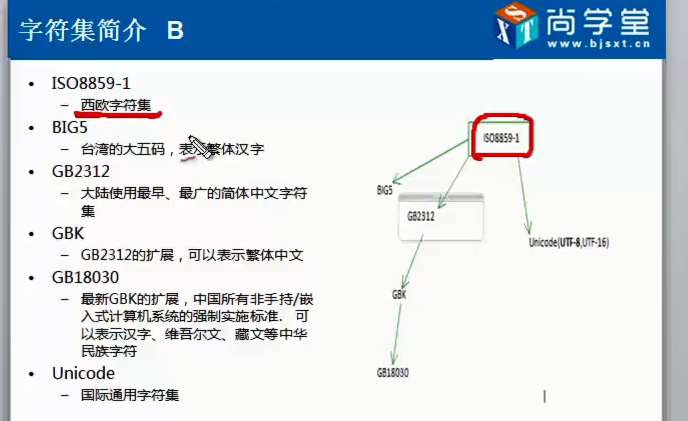 字符集简介 B
尚学堂
www.bjsxt.cn
SXT
• ISO8859-1
– 西欧字符集
• BIG5
– 台湾的大五码，表示繁体汉字
• GB2312
– 大陆使用最早、最广的简体中文字符
集
• GBK
– GB2312的扩展，可以表示繁体中文
• GB18030
– 最新GBK的扩展，中国所有非手持/嵌
入式计算机系统的强制实施标准. 可
以表示汉字、维吾尔文、藏文等中华
民族字符
• Unicode
– 国际通用字符集
ISO8859-1
BIG5
GB2312
Unicode(UTF-8,UTF-16)
GBK
GB18030